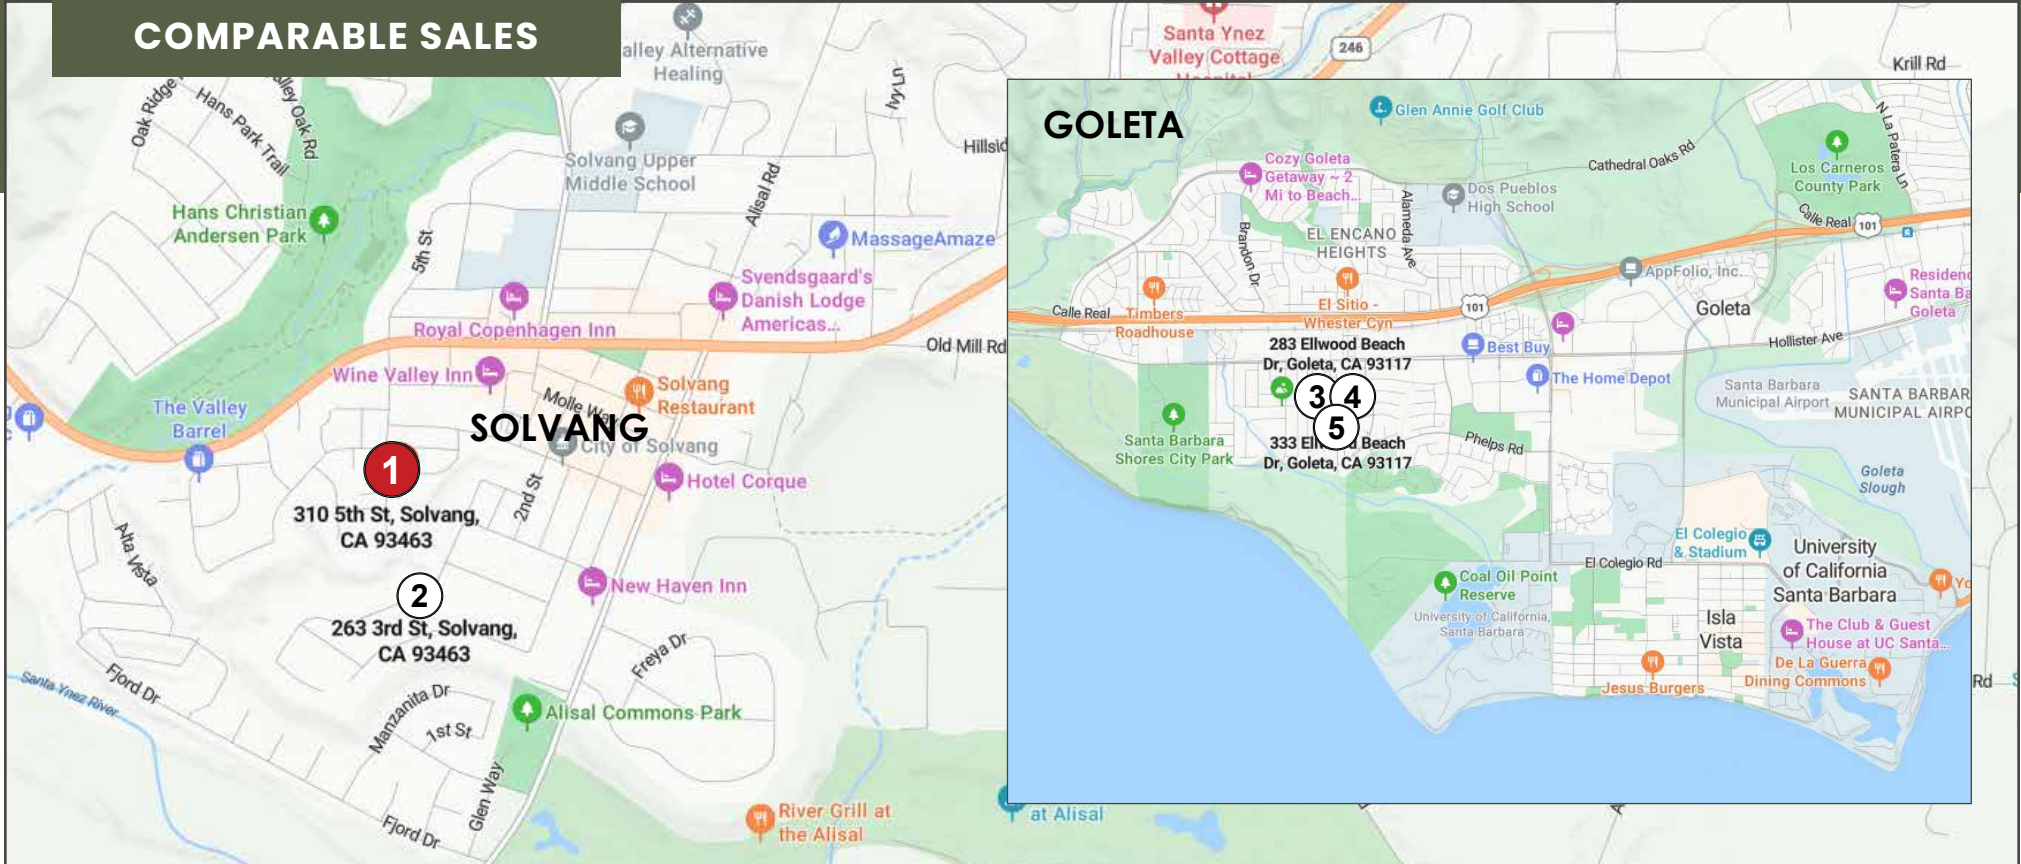 COMPARABLE SALES
alley Alternative
Healing
Santa Ynez
Valley Cottage
Hospital
246
Krill Rd
Oak Ridge
Hans Park Trail
alley Oak Rd
Ivy Ln
Solvang Upper
Middle School
Alisal Rd
Hillsid
Hans Christian
Andersen Park
5th St
MassageAmaze
Svendsgaard's
Danish Lodge
Americas...
Royal Copenhagen Inn
Old Mill Rd
Wine Valley Inn
Solvang
Restaurant
Molle Wa
The Valley
Barrel
SOLVANG
City of Solvang
1
310 5th St, Solvang,
CA 93463
2nd St
Hotel Corque
Alta Vista
2
263 3rd St, Solvang,
CA 93463
New Haven Inn
Freya Dr
Fjord Dr
Santa Ynez River
Manzanita Dr
1st St
Alisal Commons Park
Glen Way
Fjord Dr
River Grill at
the Alisal
at Alisal
Rd
GOLETA
Glen Annie Golf Club
N La Patera Ln
Cozy Goleta
Getaway ~ 2
Mi to Beach...
Cathedral Oaks Rd
Los Carneros
County Park
Dos Pueblos
High School
Alameda Ave
Brandon Dr
EL ENCANO
HEIGHTS
Calle Real
101
AppFolio, Inc.
Residenc
Santa Ba
Goleta
Calle Real
Timbers
Roadhouse
El Sitio -
Whester Cyn
101
Goleta
283 Ellwood Beach
Dr, Goleta, CA 93117
Best Buy
Hollister Ave
The Home Depot
3
4
5
Santa Barbara
Municipal Airport
SANTA BARBAR
MUNICIPAL AIRPO
Santa Barbara
Shores City Park
333 Ell d Beach
Dr, Goleta, CA 93117
Phelps Rd
Goleta
Slough
El Colegio
& Stadium
El Colegio Rd
University
of California
Santa Barbara
Coal Oil Point
Reserve
University of California,
Santa Barbara
Isla
Vista
Yo
The Club & Guest
House at UC Santa...
De La Guerra
Dining Commons
Jesus Burgers